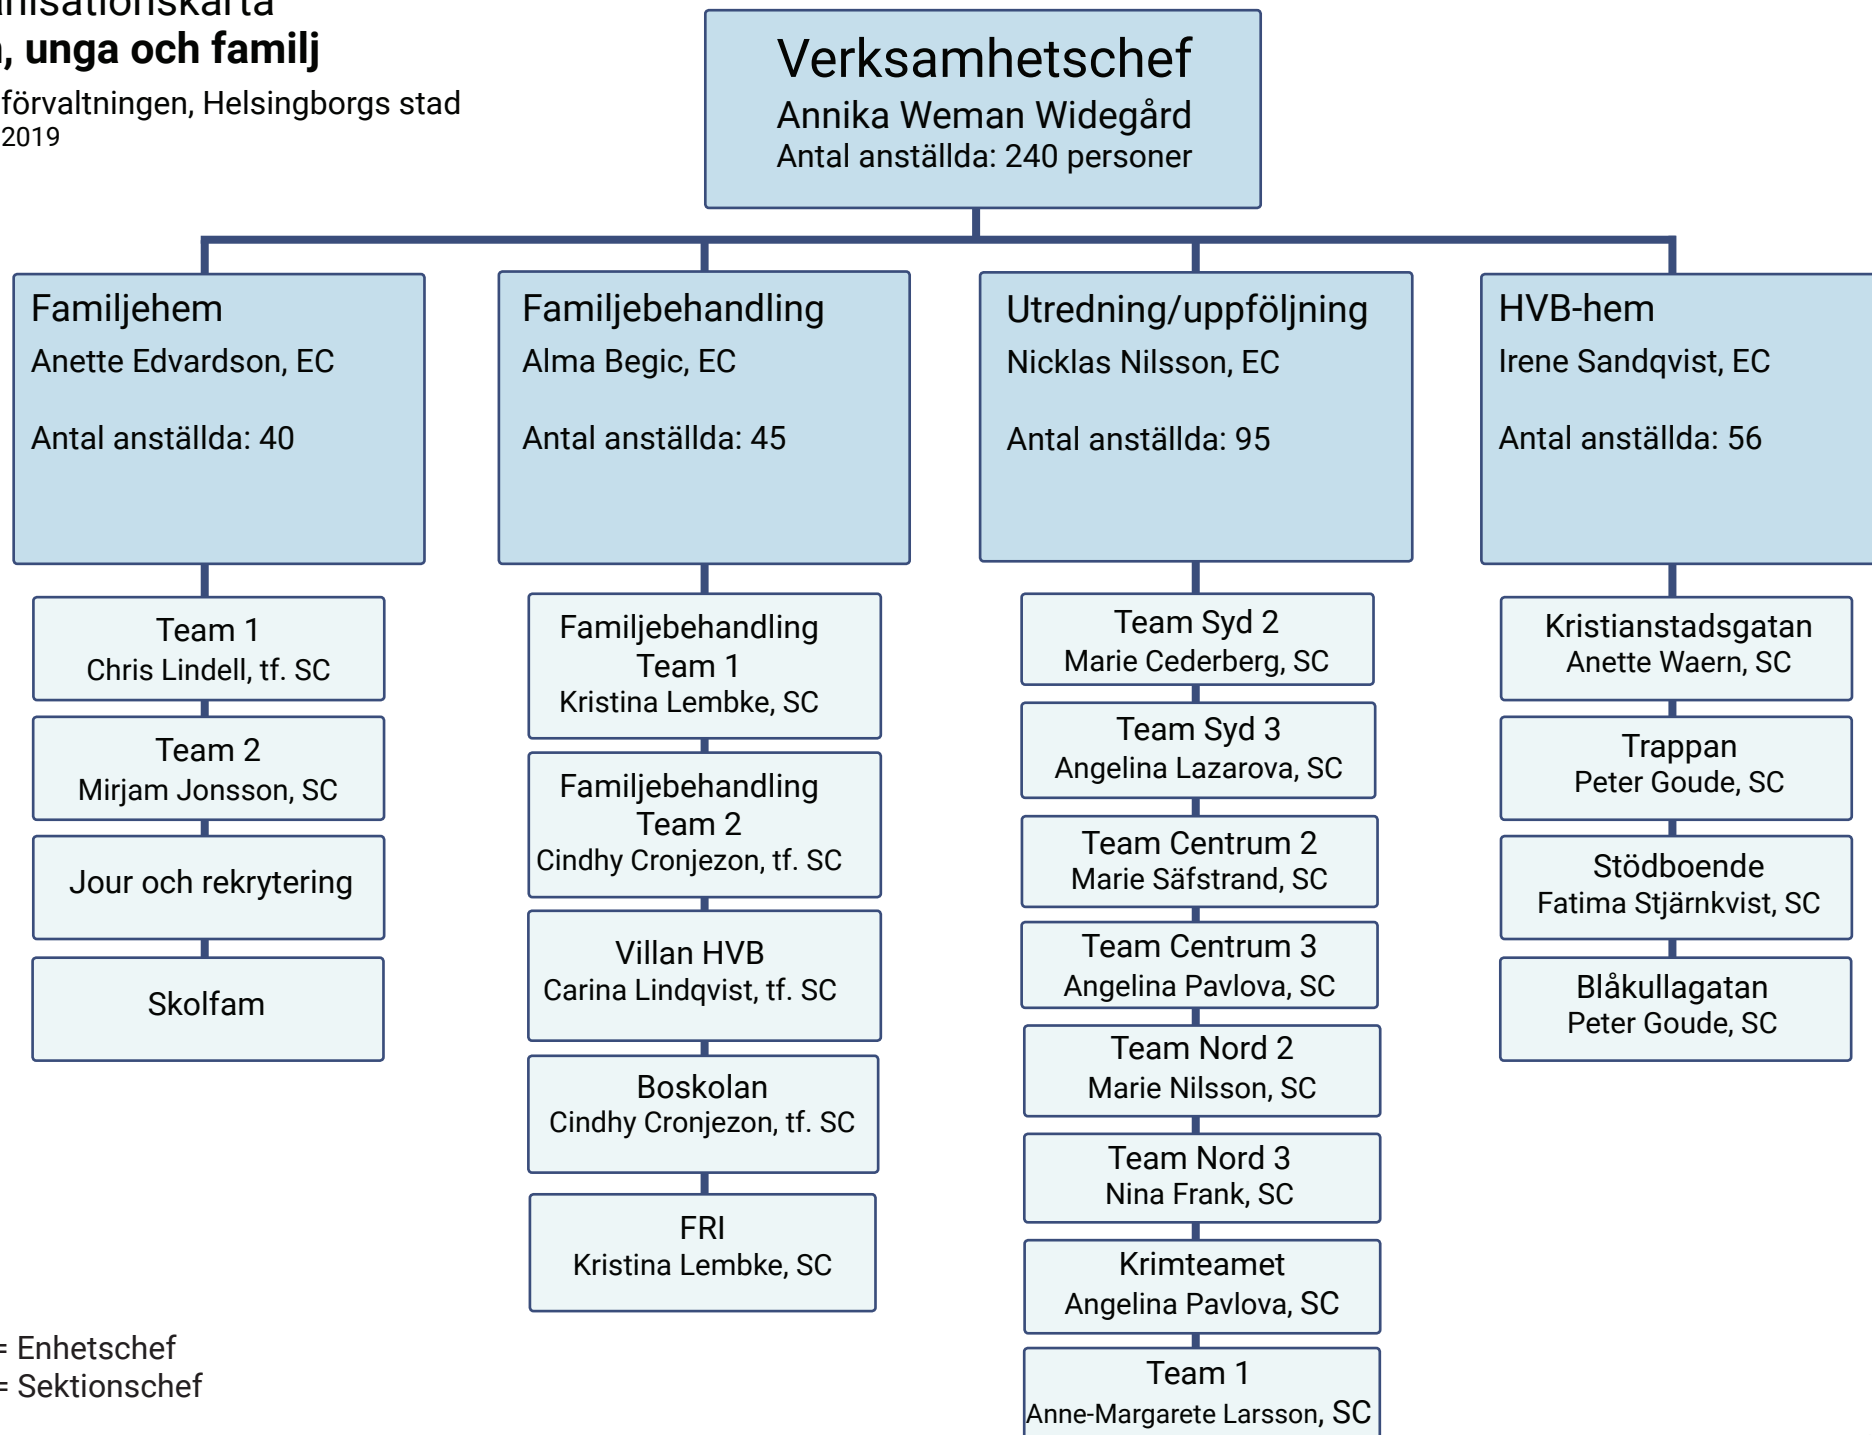 nisationskarta
, unga och familj
förvaltningen, Helsingborgs stad
2019
Verksamhetschef
Annika Weman Widegård
Antal anställda: 240 personer
Familjehem
Anette Edvardson, EC
Antal anställda: 40
Team 1
Chris Lindell, tf. SC
Team 2
Mirjam Jonsson, SC
Jour och rekrytering
Skolfam
Familjebehandling
Alma Begic, EC
Antal anställda: 45
Familjebehandling
Team 1
Kristina Lembke, SC
Familjebehandling
Team 2
Cindhy Cronjezon, tf. SC
Villan HVB
Carina Lindqvist, tf. SC
Boskolan
Cindhy Cronjezon, tf. SC
FRI
Kristina Lembke, SC
Utredning/uppföljning
Nicklas Nilsson, EC
Antal anställda: 95
Team Syd 2
Marie Cederberg, SC
Team Syd 3
Angelina Lazarova, SC
Team Centrum 2
Marie Säfstrand, SC
Team Centrum 3
Angelina Pavlova, SC
Team Nord 2
Marie Nilsson, SC
Team Nord 3
Nina Frank, SC
Krimteamet
Angelina Pavlova, SC
Team 1
Anne-Margarete Larsson, SC
HVB-hem
Irene Sandqvist, EC
Antal anställda: 56
Kristianstadsgatan
Anette Waern, SC
Trappan
Peter Goude, SC
Stödboende
Fatima Stjärnkvist, SC
Blåkullagatan
Peter Goude, SC
= Enhetschef
= Sektionschef